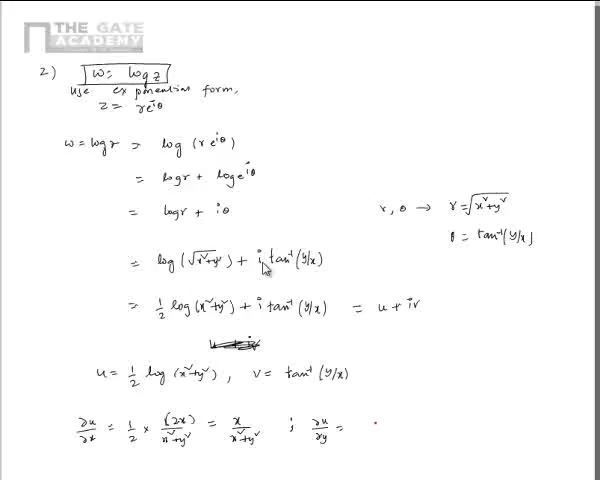 THE GATE
ACADEMY
2) w = log z
use exponential form,
z = re^{iθ}
w = log r = log (r e^{iθ})
= log r + log e^{iθ}
= log r + iθ
r, θ → r = √(x²+y²)
θ = tan⁻¹(y/x)
= log (√(x²+y²)) + i tan⁻¹(y/x)
= 1/2 log(x²+y²) + i tan⁻¹(y/x) = u + iv
u = 1/2 log (x²+y²), v = tan⁻¹(y/x)
∂u/∂x = 1/2 × (2x)/(x²+y²) = x/(x²+y²) ; ∂u/∂y =